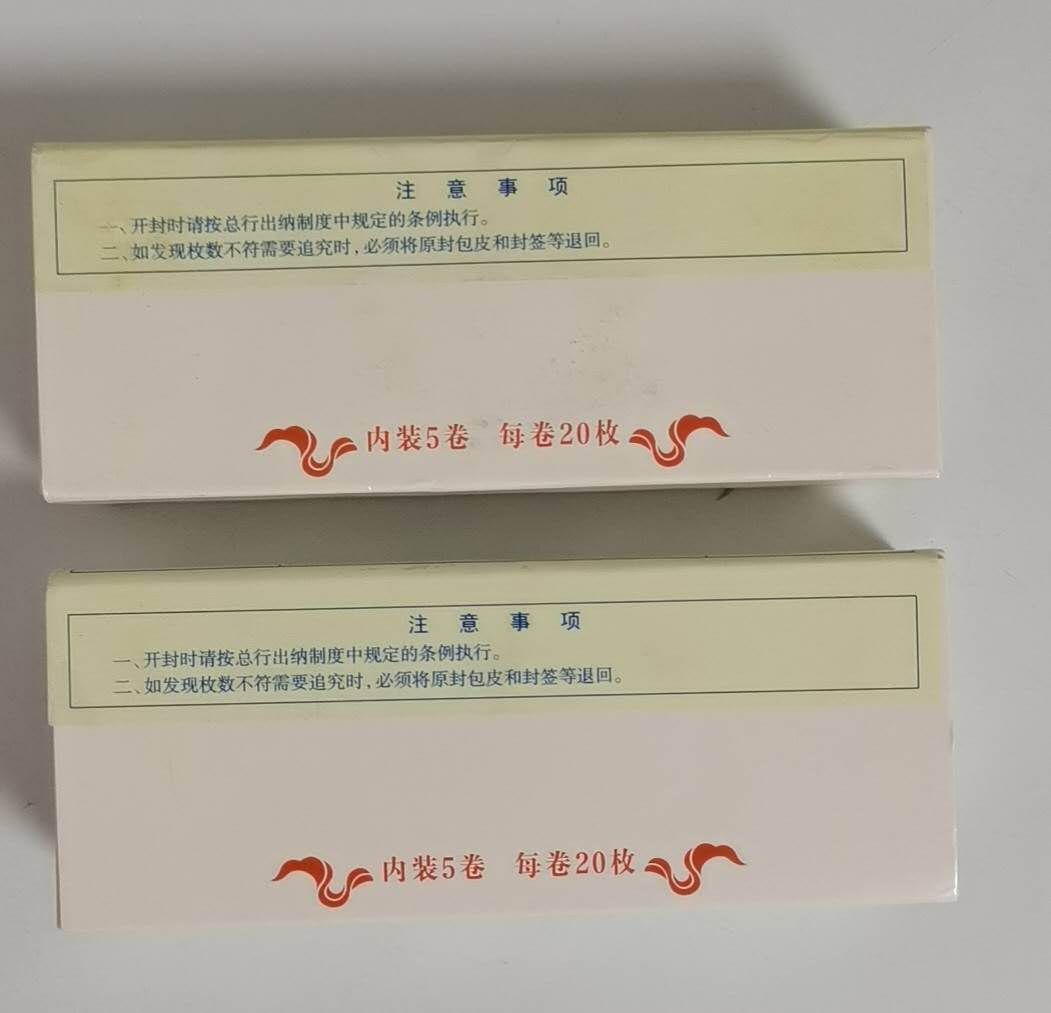 注意事项
一、开封时请按总行出纳制度中规定的条例执行。
二、如发现枚数不符需要追究时,必须将原封包皮和封签等退回。
内装5卷 每卷20枚
注意事项
一、开封时请按总行出纳制度中规定的条例执行。
二、如发现枚数不符需要追究时,必须将原封包皮和封签等退回。
内装5卷 每卷20枚